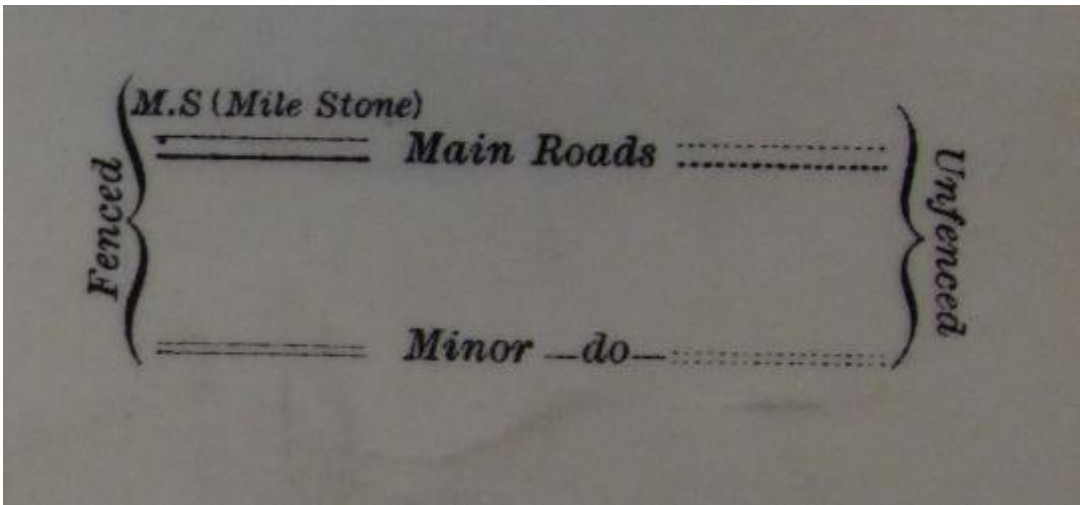 M.S (Mile Stone)
Fenced
Main Roads
Unfenced
Minor —do—